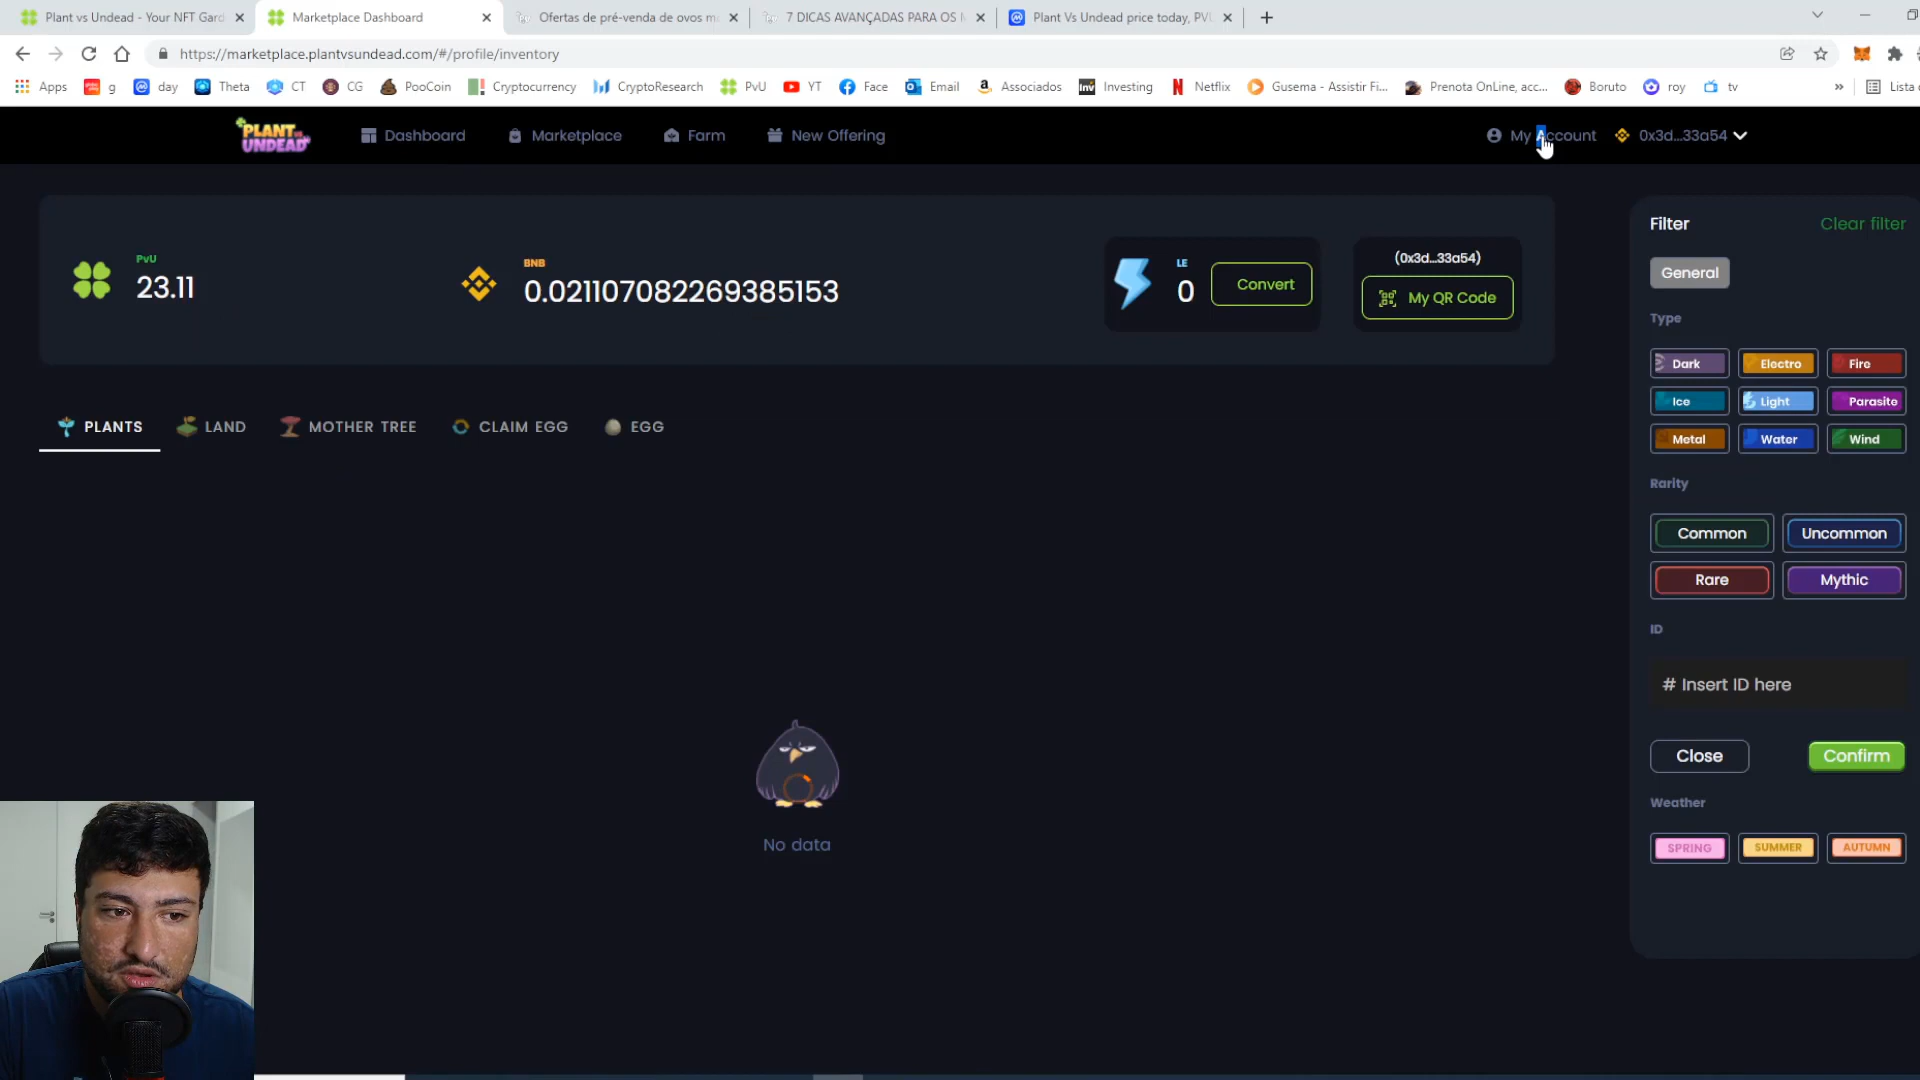 Plant vs Undead - Your NFT Gard
Marketplace Dashboard
Ofertas de pré-venda de ovos m
7 DICAS AVANÇADAS PARA OS
Plant Vs Undead price today, PVU
https://marketplace.plantvsundead.com/#/profile/inventory
Apps
g
day
Theta
CT
CG
PooCoin
Cryptocurrency
CryptoResearch
PvU
YT
Face
Email
Associados
Inv
Investing
Netflix
Gusema - Assistir Fi...
Prenota OnLine, acc...
Boruto
roy
tv
»
Lista
PLANT VS UNDEAD
Dashboard
Marketplace
Farm
New Offering
My Account
0x3d...33a54
PvU
23.11
BNB
0.021107082269385153
LE
0
Convert
(0x3d...33a54)
My QR Code
PLANTS
LAND
MOTHER TREE
CLAIM EGG
EGG
No data
Filter
Clear filter
General
Type
Dark
Electro
Fire
Ice
Light
Parasite
Metal
Water
Wind
Rarity
Common
Uncommon
Rare
Mythic
ID
# Insert ID here
Close
Confirm
Weather
SPRING
SUMMER
AUTUMN